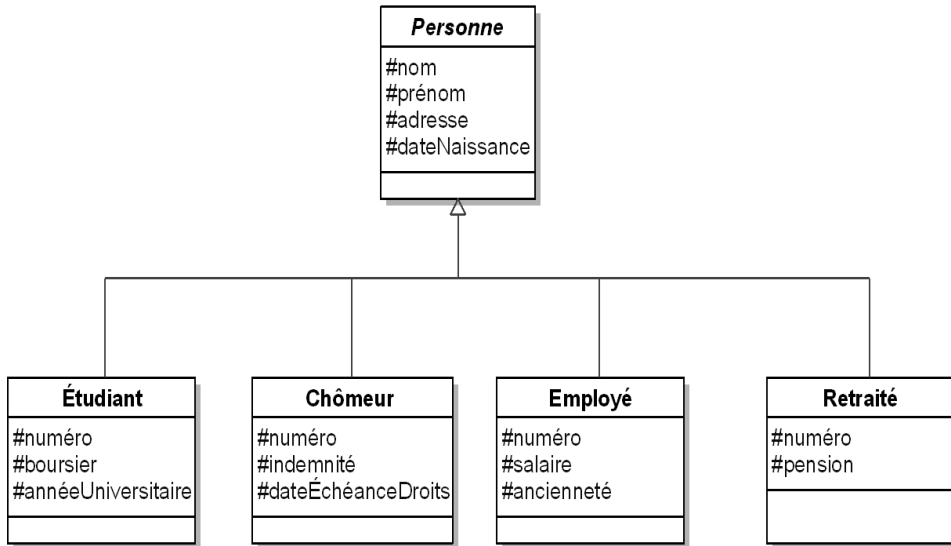 Personne
#nom
#prénom
#adresse
#dateNaissance
Étudiant
#numéro
#boursier
#annéeUniversitaire
Chômeur
#numéro
#indemnité
#dateÉchéanceDroits
Employé
#numéro
#salaire
#ancienneté
Retraité
#numéro
#pension